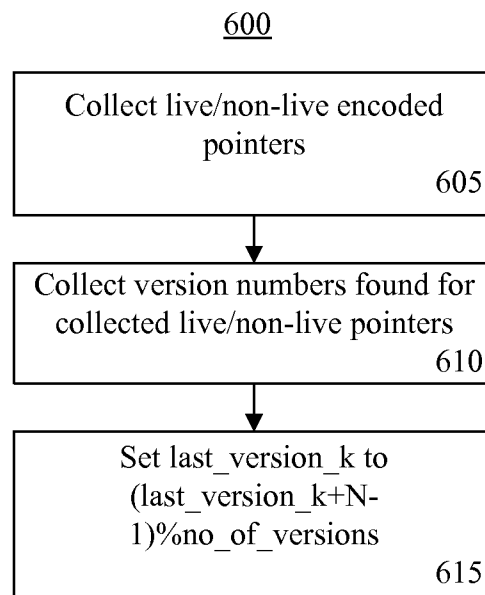 600
Collect live/non-live encoded
pointers
605
Collect version numbers found for
collected live/non-live pointers
610
Set last_version_k to
(last_version_k+N-
1)%no_of_versions
615